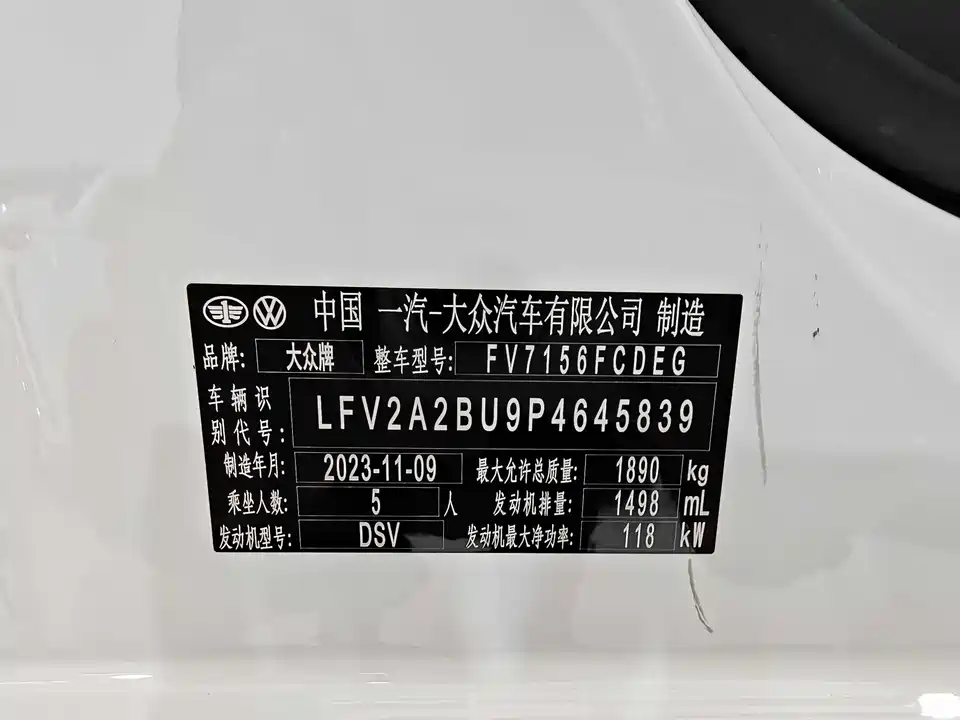 中国 一汽-大众汽车有限公司 制造
品牌: 大众牌 整车型号: FV7156FCDEG
车辆识别代号: LFV2A2BU9P4645839
制造年月: 2023-11-09 最大允许总质量: 1890 kg
乘坐人数: 5 人 发动机排量: 1498 mL
发动机型号: DSV 发动机最大净功率: 118 kW